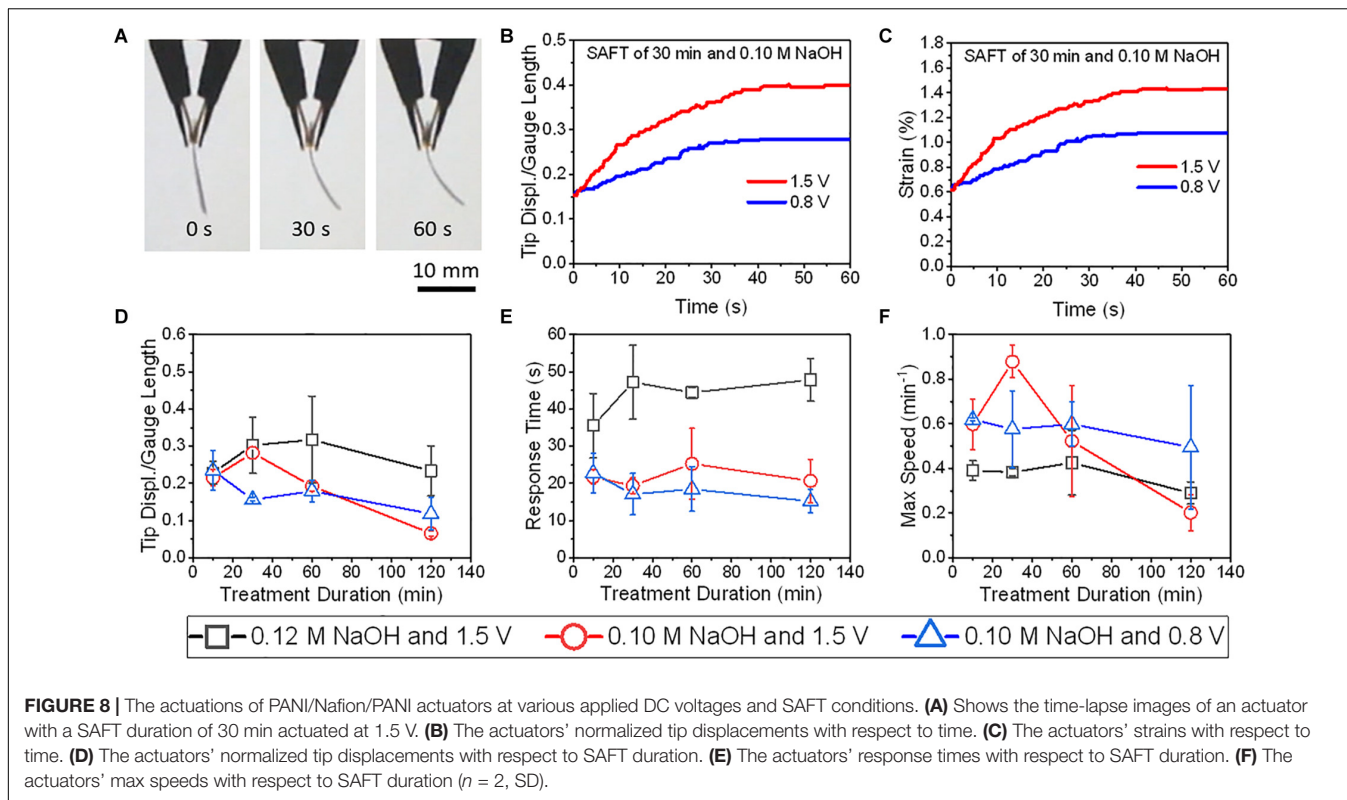 A
0 s
30 s
60 s
10 mm
B
SAFT of 30 min and 0.10 M NaOH
Tip Displ./Gauge Length
0.5
0.4
0.3
0.2
0.1
0.0
1.5 V
0.8 V
0 10 20 30 40 50 60
Time (s)
C
SAFT of 30 min and 0.10 M NaOH
Strain (%)
1.8
1.6
1.4
1.2
1.0
0.8
0.6
0.4
0.2
0.0
1.5 V
0.8 V
0 10 20 30 40 50 60
Time (s)
D
Tip Displ./Gauge Length
0.6
0.5
0.4
0.3
0.2
0.1
0.0
0 20 40 60 80 100 120 140
Treatment Duration (min)
E
Response Time (s)
60
50
40
30
20
10
0
0 20 40 60 80 100 120 140
Treatment Duration (min)
F
Max Speed (min⁻¹)
1.0
0.8
0.6
0.4
0.2
0.0
0 20 40 60 80 100 120 140
Treatment Duration (min)
0.12 M NaOH and 1.5 V 0.10 M NaOH and 1.5 V 0.10 M NaOH and 0.8 V
FIGURE 8 | The actuations of PANI/Nafion/PANI actuators at various applied DC voltages and SAFT conditions. (A) Shows the time-lapse images of an actuator
with a SAFT duration of 30 min actuated at 1.5 V. (B) The actuators' normalized tip displacements with respect to time. (C) The actuators' strains with respect to
time. (D) The actuators' normalized tip displacements with respect to SAFT duration. (E) The actuators' response times with respect to SAFT duration. (F) The
actuators' max speeds with respect to SAFT duration (n = 2, SD).